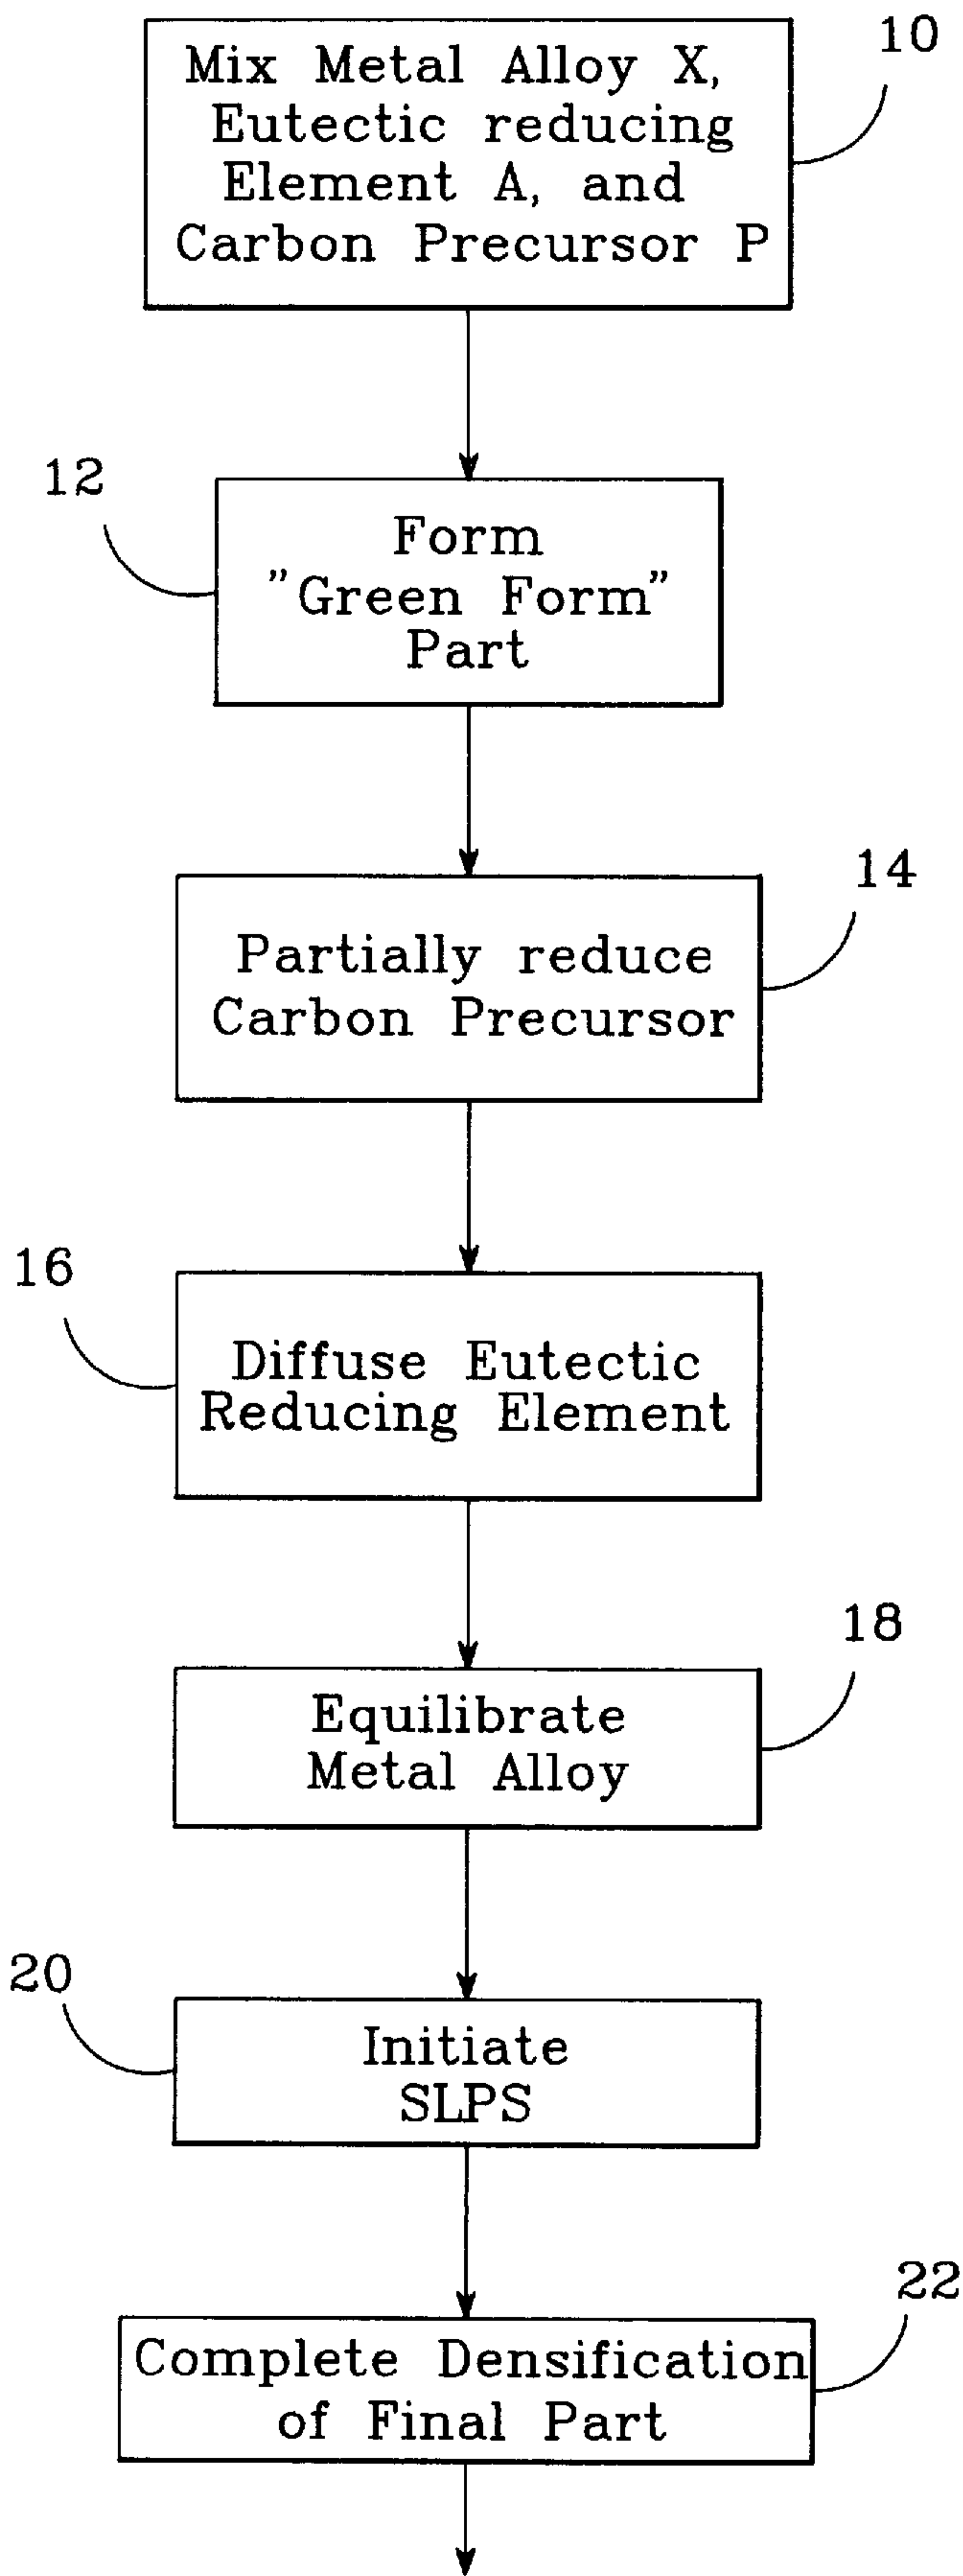 10
Mix Metal Alloy X,
Eutectic reducing
Element A, and
Carbon Precursor P
12
Form
"Green Form"
Part
14
Partially reduce
Carbon Precursor
16
Diffuse Eutectic
Reducing Element
18
Equilibrate
Metal Alloy
20
Initiate
SLPS
22
Complete Densification
of Final Part